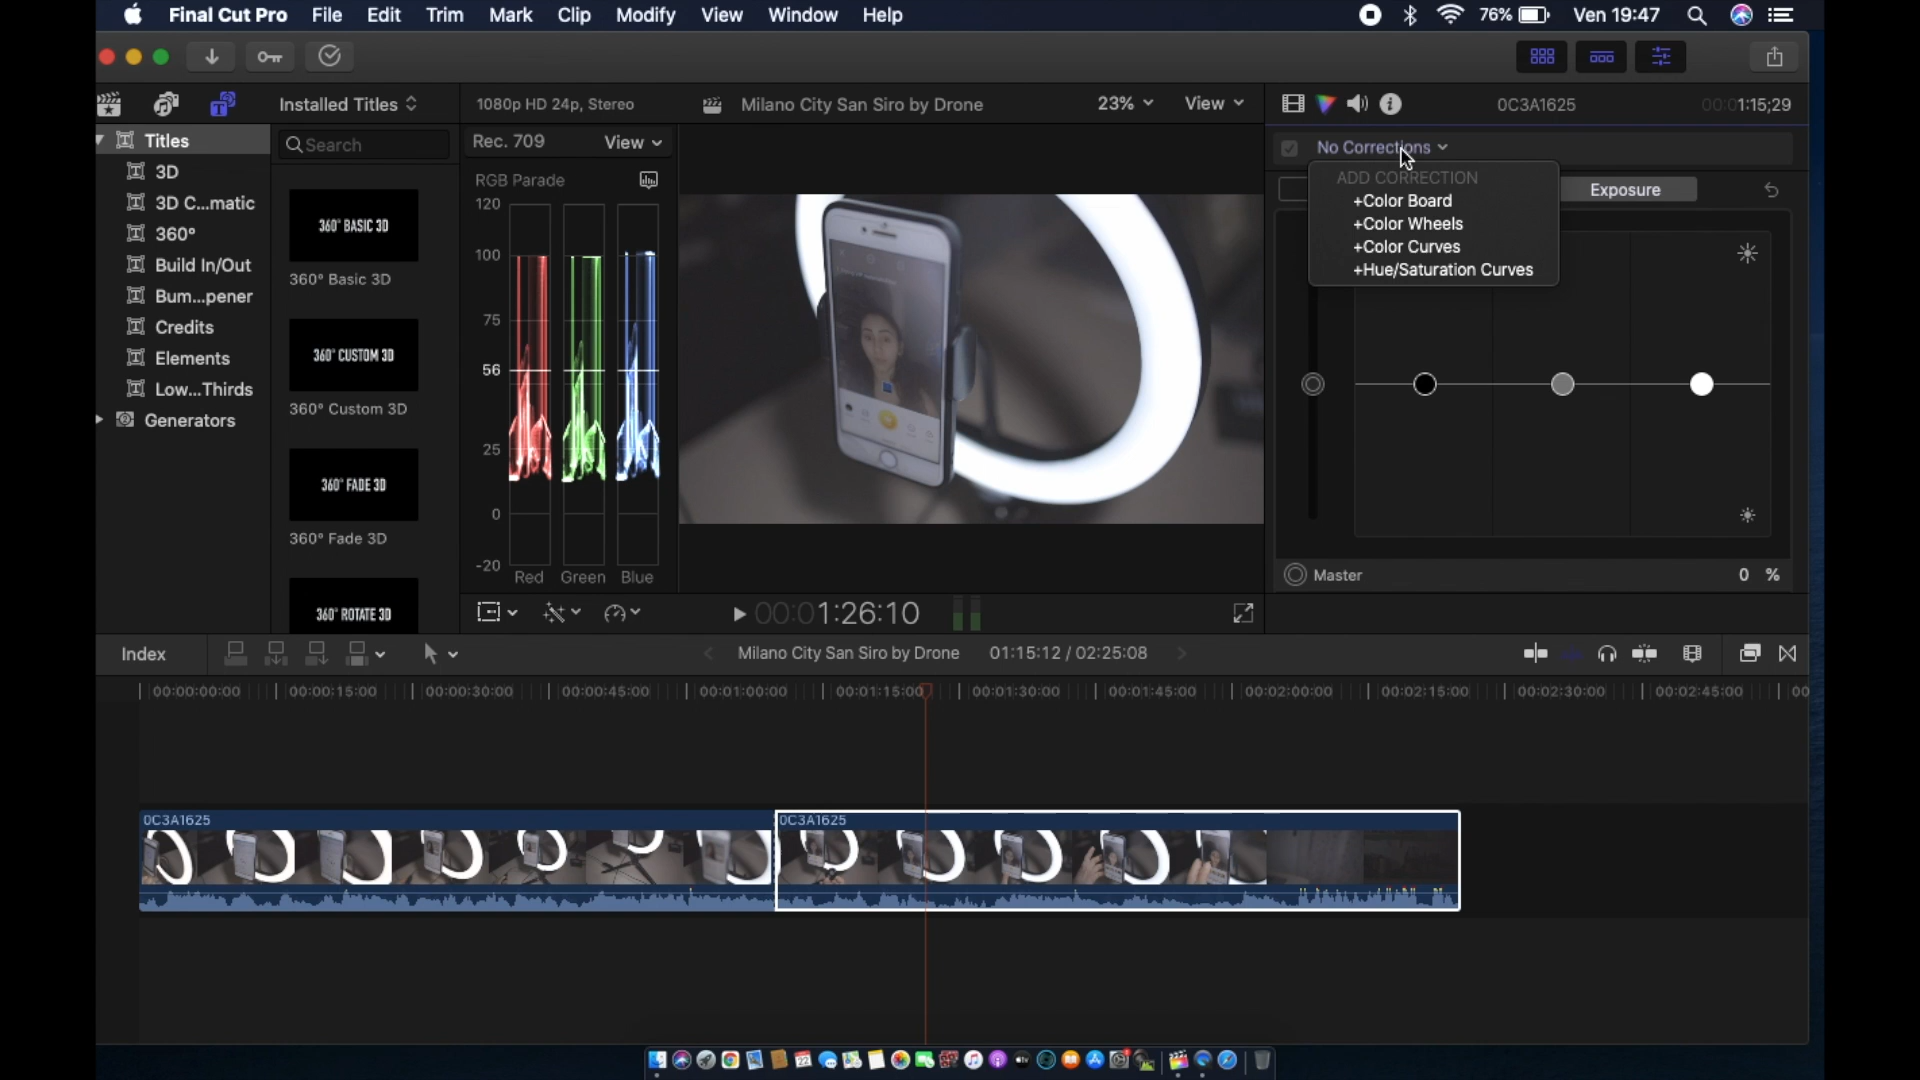 Final Cut Pro File Edit Trim Mark Clip Modify View Window Help 76% Ven 19:47
Installed Titles 1080p HD 24p, Stereo Milano City San Siro by Drone 23% View 0C3A1625 00:01:15;29
Titles Search Rec. 709 View No Corrections
3D
3D C...matic
360°
Build In/Out
Bum...pener
Credits
Elements
Low...Thirds
Generators
360° BASIC 3D
360° Basic 3D
360° CUSTOM 3D
360° Custom 3D
360° FADE 3D
360° Fade 3D
360° ROTATE 3D
RGB Parade
120
100
75
56
25
0
-20
Red Green Blue
ADD CORRECTION
+Color Board
+Color Wheels
+Color Curves
+Hue/Saturation Curves
Exposure
Master 0 %
00:01:26:10
Index Milano City San Siro by Drone 01:15:12 / 02:25:08
00:00:00:00 00:00:15:00 00:00:30:00 00:00:45:00 00:01:00:00 00:01:15:00 00:01:30:00 00:01:45:00 00:02:00:00 00:02:15:00 00:02:30:00 00:02:45:00 00
0C3A1625 0C3A1625